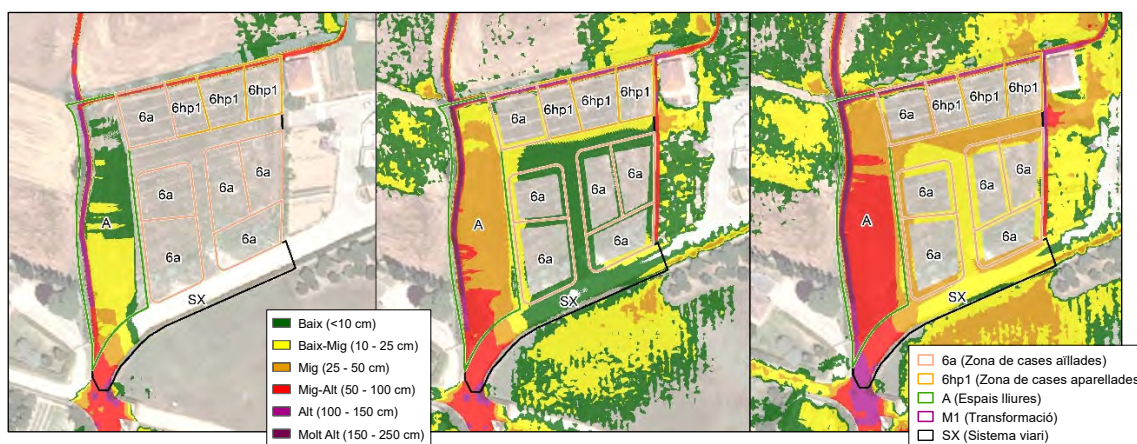 6a
6hp1
6hp1
6hp1
6a
6a
6a
A
6a
6a
SX
Baix (<10 cm)
Baix-Mig (10 - 25 cm)
Mig (25 - 50 cm)
Mig-Alt (50 - 100 cm)
Alt (100 - 150 cm)
Molt Alt (150 - 250 cm)
6a
6hp1
6hp1
6hp1
6a
6a
6a
A
6a
6a
SX
6a
6hp1
6hp1
6hp1
6a
6a
6a
A
6a
6a
SX
6a (Zona de cases aïllades)
6hp1 (Zona de cases aparellades)
A (Espais lliures)
M1 (Transformació)
SX (Sistema viari)